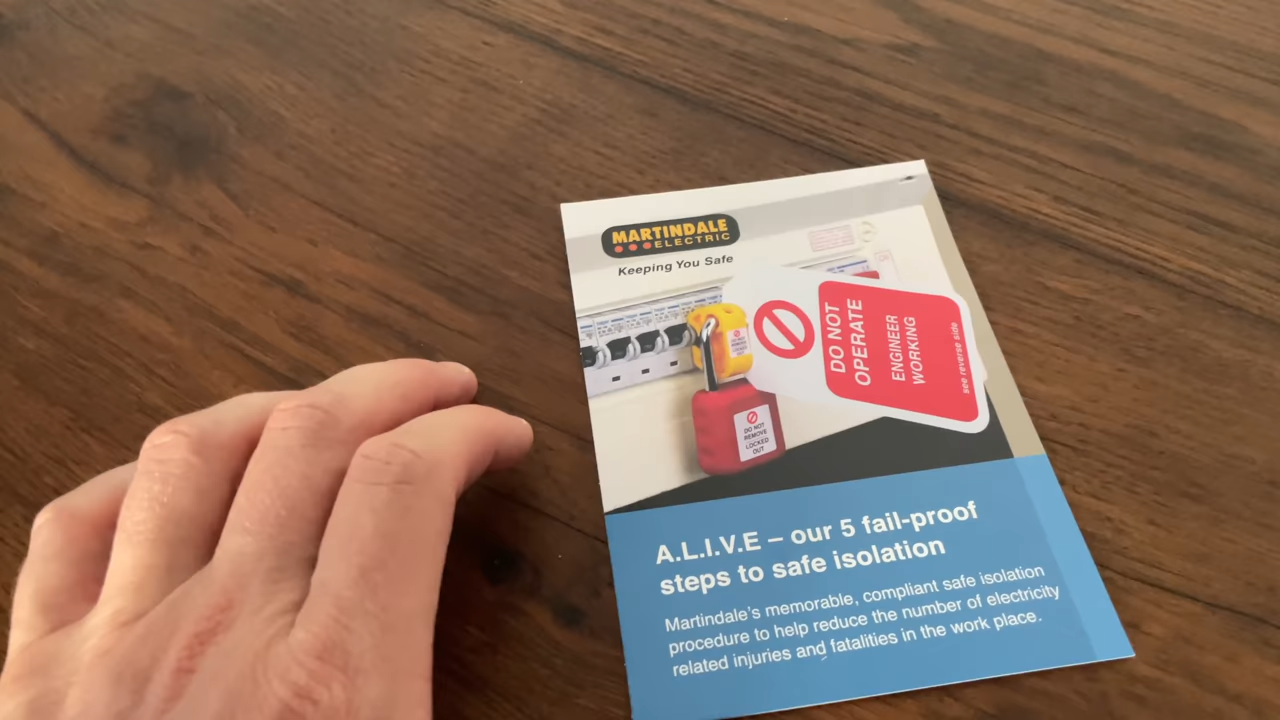 MARTINDALE
ELECTRIC
Keeping You Safe
DO NOT
OPERATE
ENGINEER
WORKING
see reverse side
DO NOT
REMOVE
LOCKED
OUT
A.L.I.V.E – our 5 fail-proof
steps to safe isolation
Martindale's memorable, compliant safe isolation
procedure to help reduce the number of electricity
related injuries and fatalities in the work place.